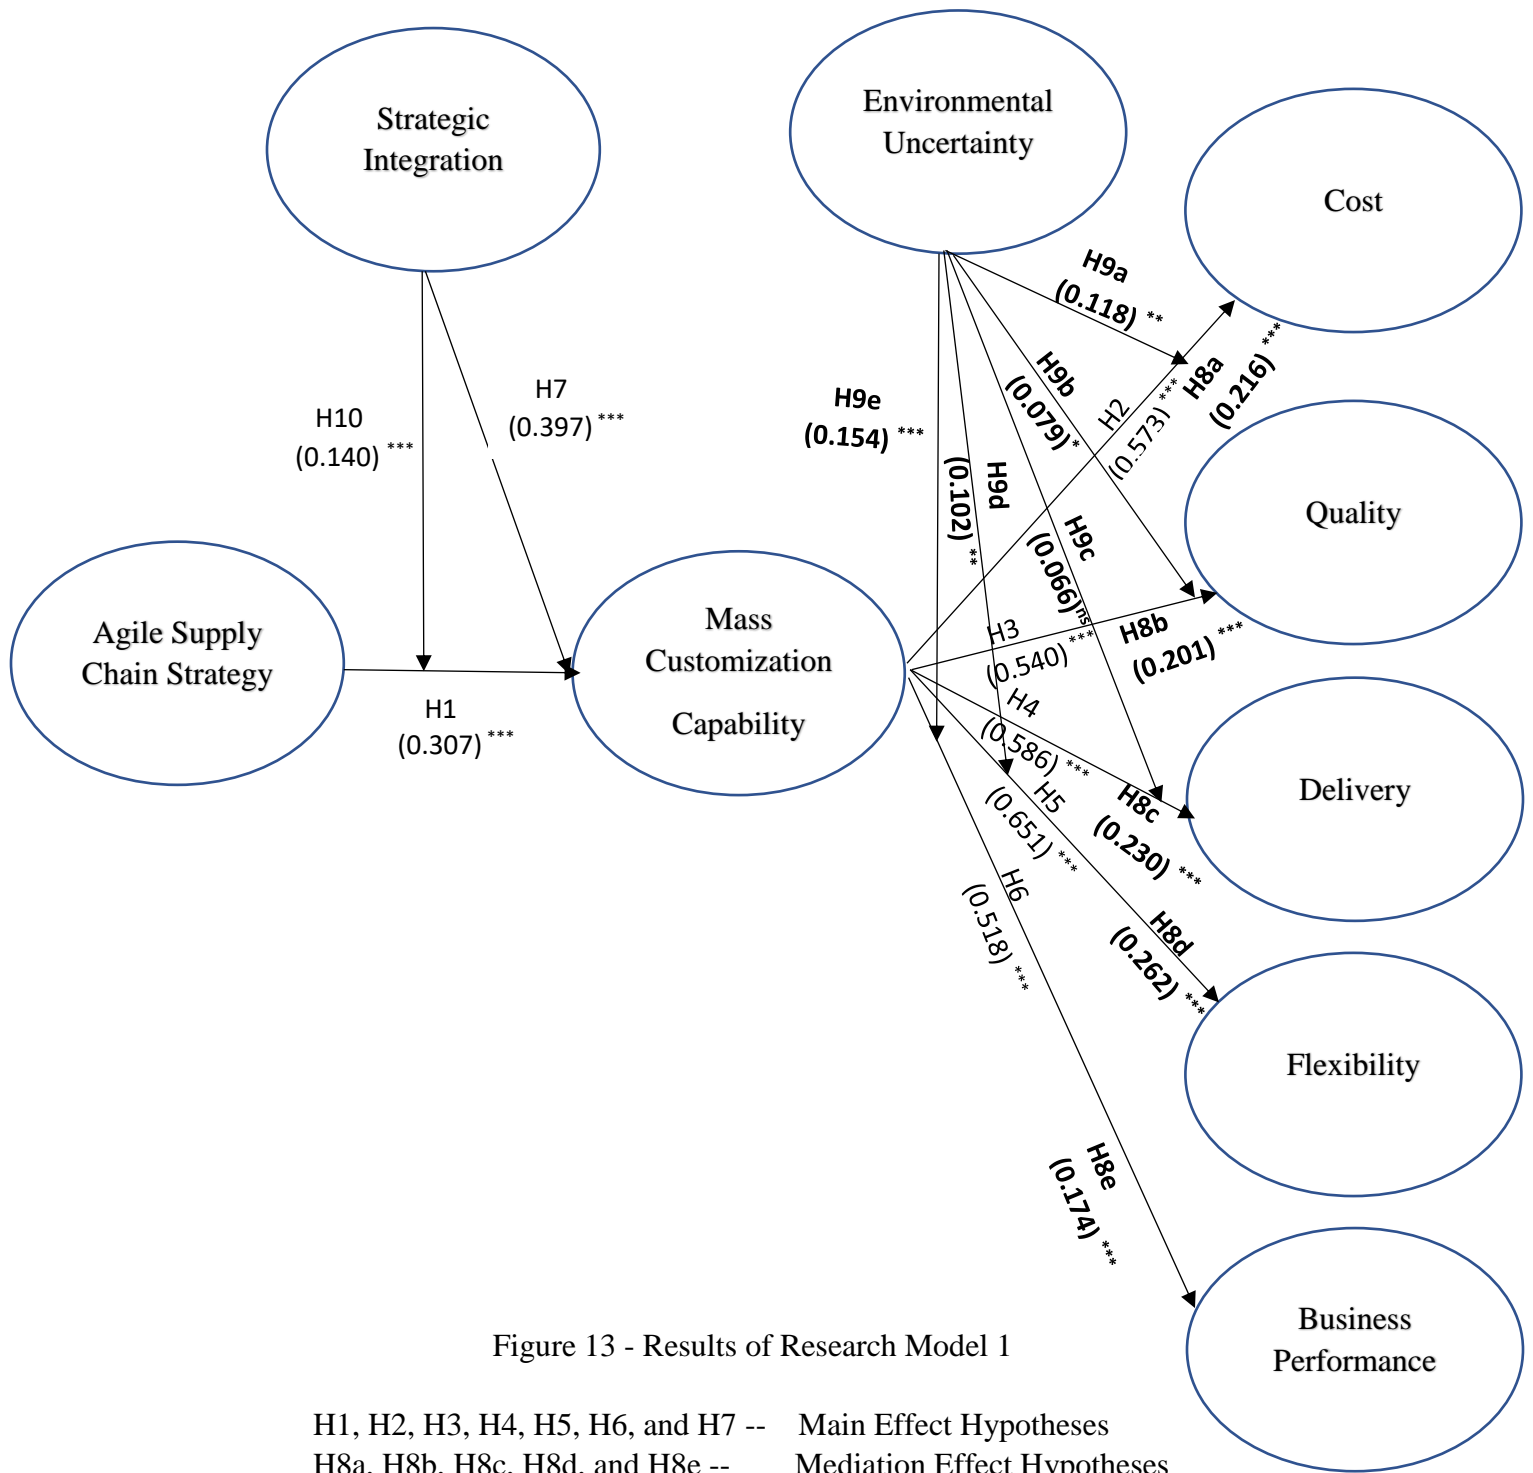 Strategic
Integration
Environmental
Uncertainty
Cost
H9a
(0.118) **
H8a
(0.216) ***
H9b
(0.079)*
H2
(0.573) ***
H7
(0.397) ***
H10
(0.140) ***
H9e
(0.154) ***
H9d
(0.102) **
H9c
(0.066)ns
Quality
Agile Supply
Chain Strategy
H1
(0.307) ***
Mass
Customization
Capability
H3
(0.540) ***
H8b
(0.201) ***
H4
(0.586) ***
H8c
(0.230) ***
Delivery
H5
(0.651) ***
H6
(0.518) ***
H8d
(0.262) ***
Flexibility
H8e
(0.174) ***
Business
Performance
Figure 13 - Results of Research Model 1
H1, H2, H3, H4, H5, H6, and H7 -- Main Effect Hypotheses
H8a, H8b, H8c, H8d, and H8e -- Mediation Effect Hypotheses